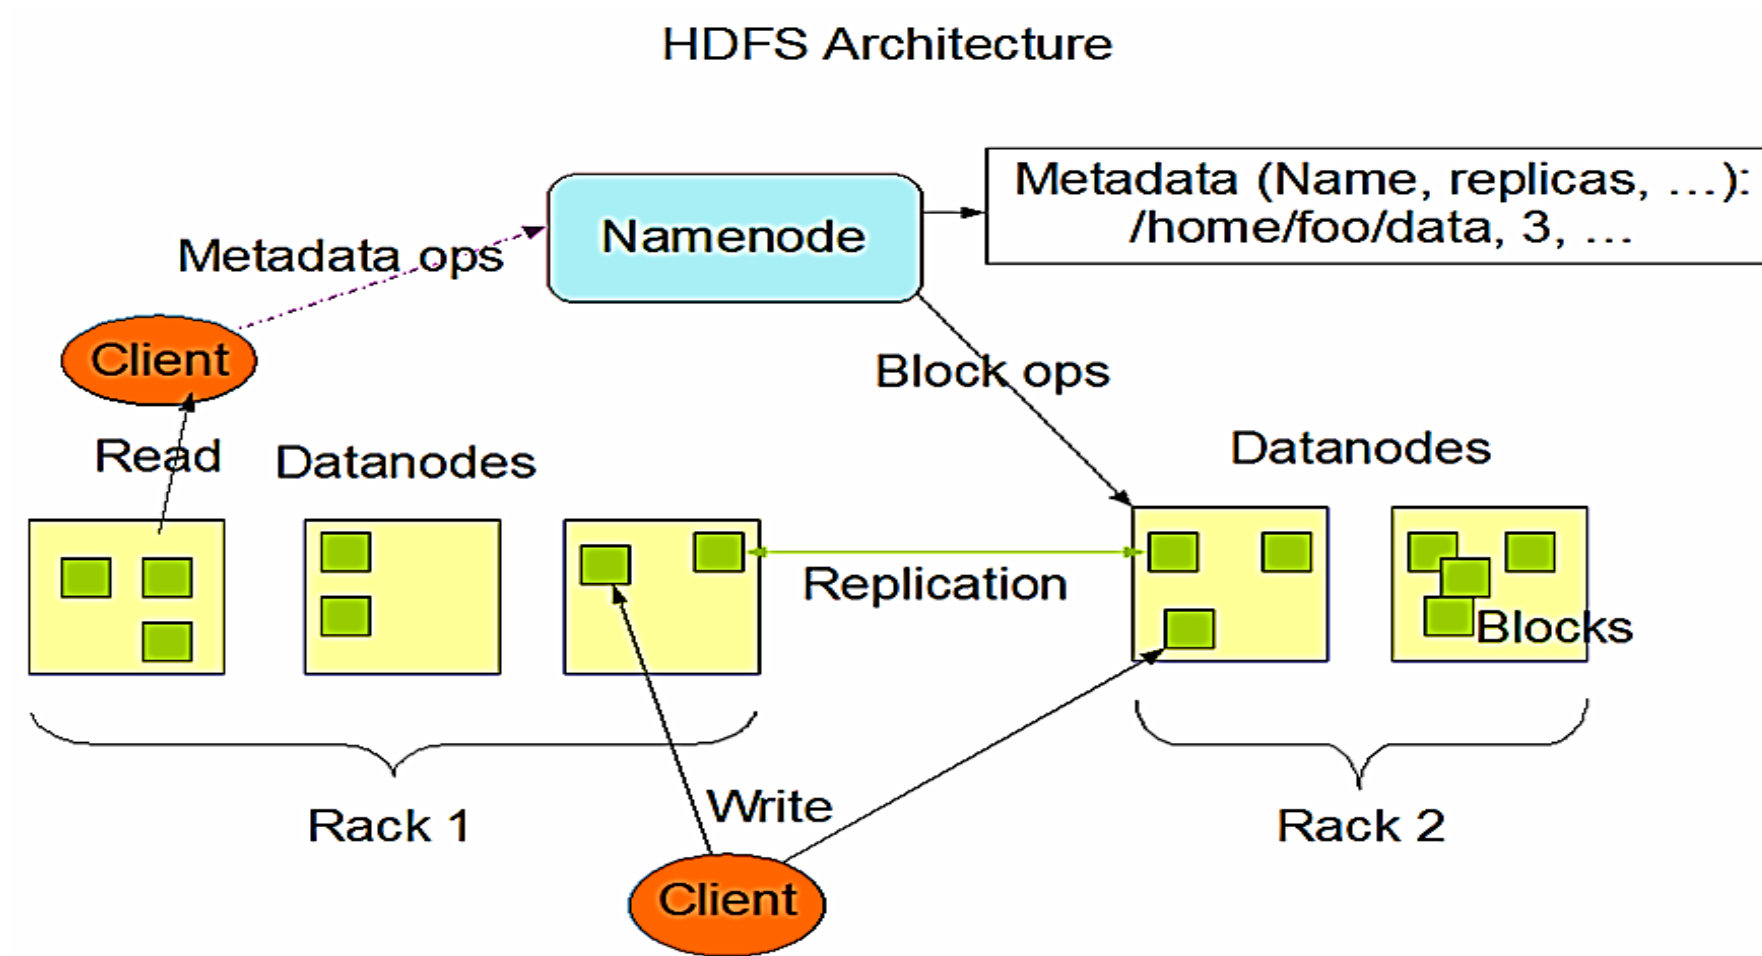 HDFS Architecture
Metadata (Name, replicas, ...):
/home/foo/data, 3, ...
Namenode
Metadata ops
Client
Block ops
Read
Datanodes
Datanodes
Replication
Blocks
Rack 1
Write
Rack 2
Client